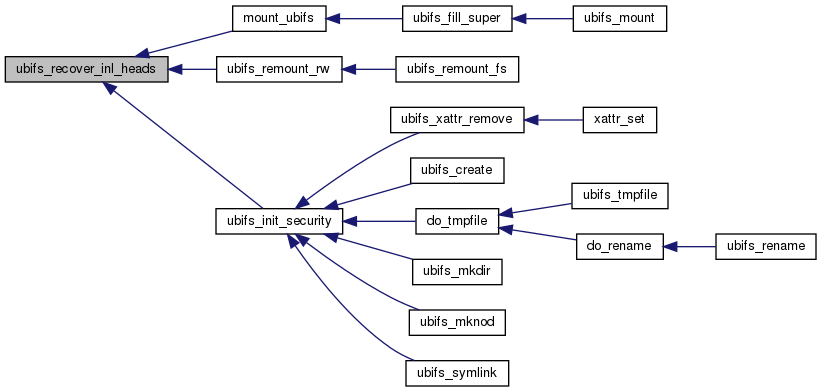 mount_ubifs
ubifs_fill_super
ubifs_mount
ubifs_recover_inl_heads
ubifs_remount_rw
ubifs_remount_fs
ubifs_xattr_remove
xattr_set
ubifs_create
ubifs_tmpfile
ubifs_init_security
do_tmpfile
do_rename
ubifs_rename
ubifs_mkdir
ubifs_mknod
ubifs_symlink